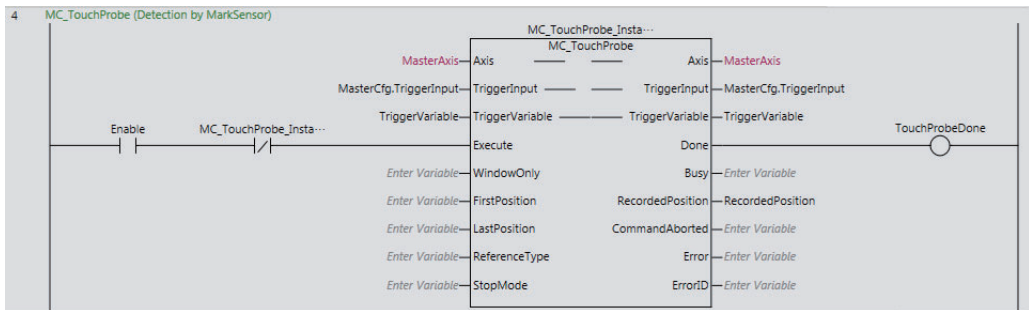 4 MC_TouchProbe (Detection by MarkSensor)
MC_TouchProbe_Insta···
MC_TouchProbe
MasterAxis Axis Axis MasterAxis
MasterCfg.TriggerInput TriggerInput TriggerInput MasterCfg.TriggerInput
TriggerVariable TriggerVariable TriggerVariable TriggerVariable
Enable MC_TouchProbe_Insta··· TouchProbeDone
Execute Done
Enter Variable WindowOnly Busy Enter Variable
Enter Variable FirstPosition RecordedPosition RecordedPosition
Enter Variable LastPosition CommandAborted Enter Variable
Enter Variable ReferenceType Error Enter Variable
Enter Variable StopMode ErrorID Enter Variable